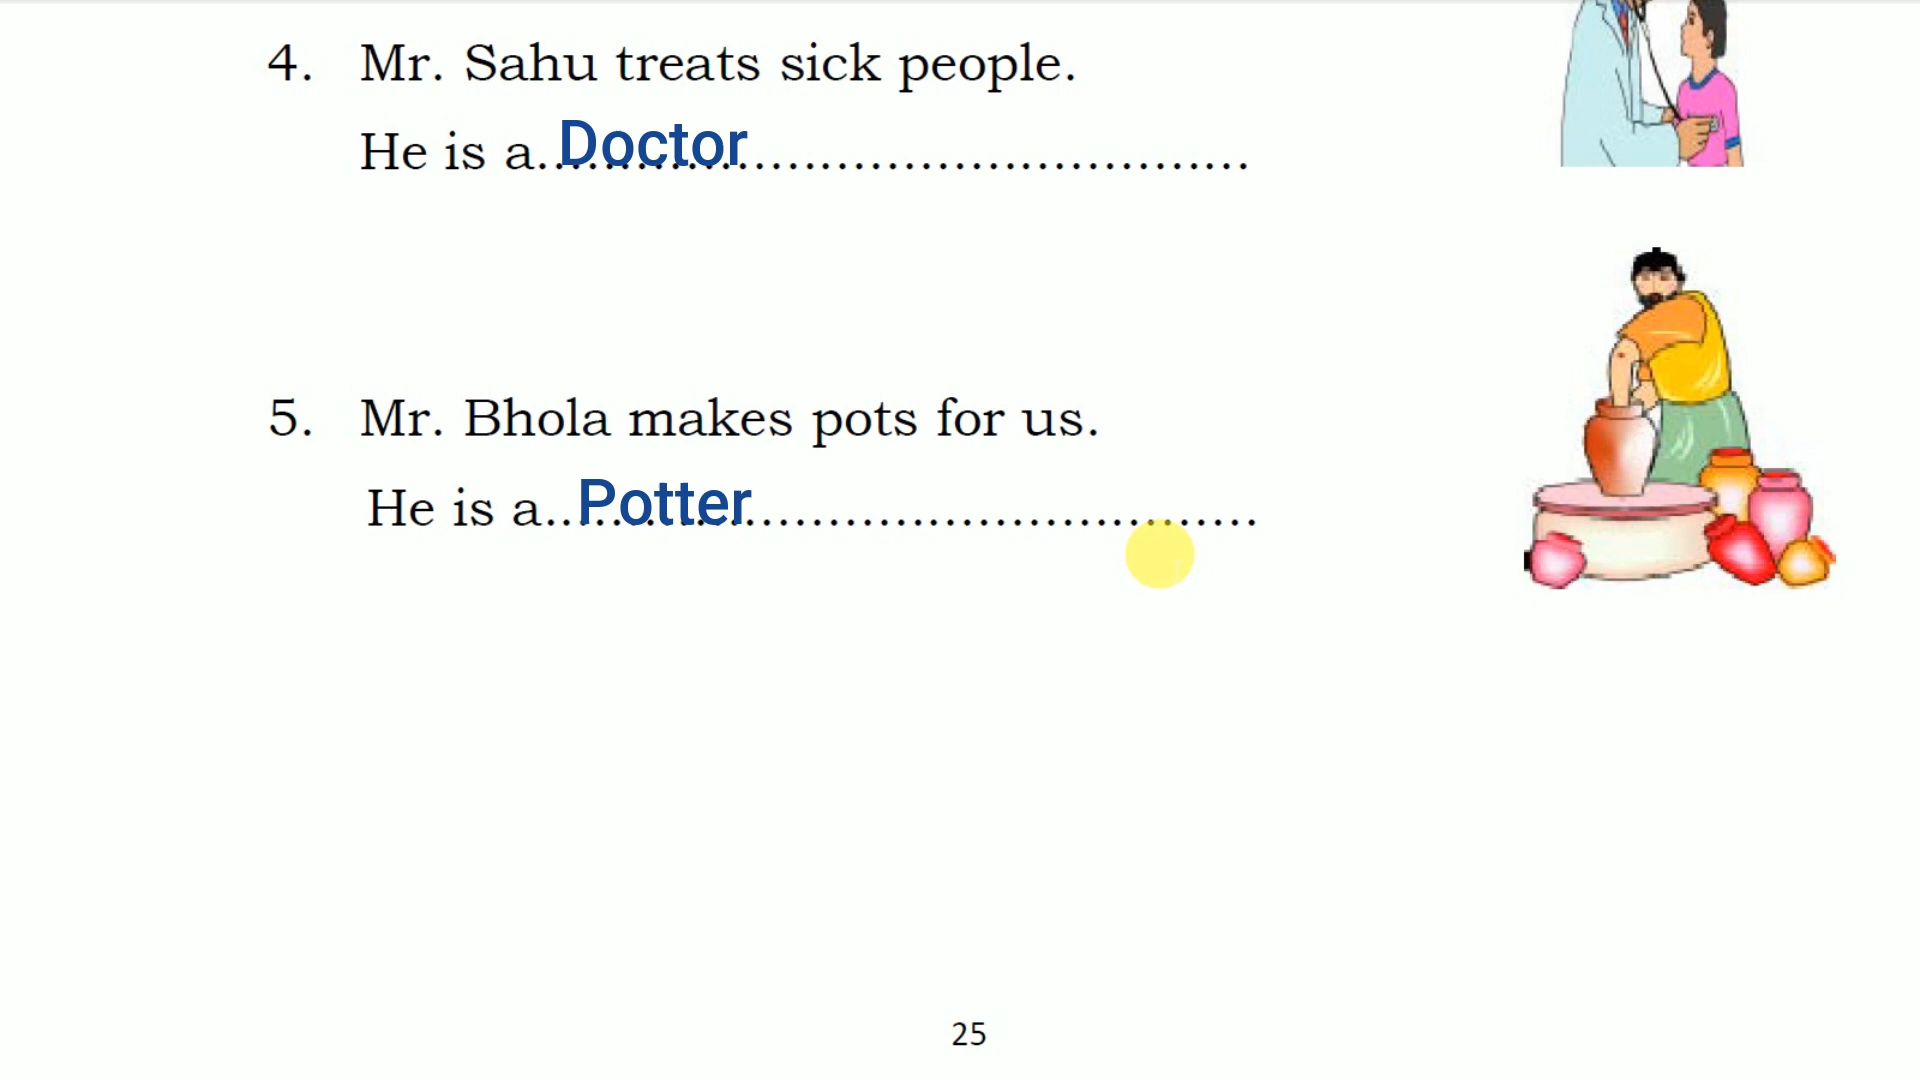 4. Mr. Sahu treats sick people.
He is a..Doctor..............................
5. Mr. Bhola makes pots for us.
He is a..Potter..............................
25